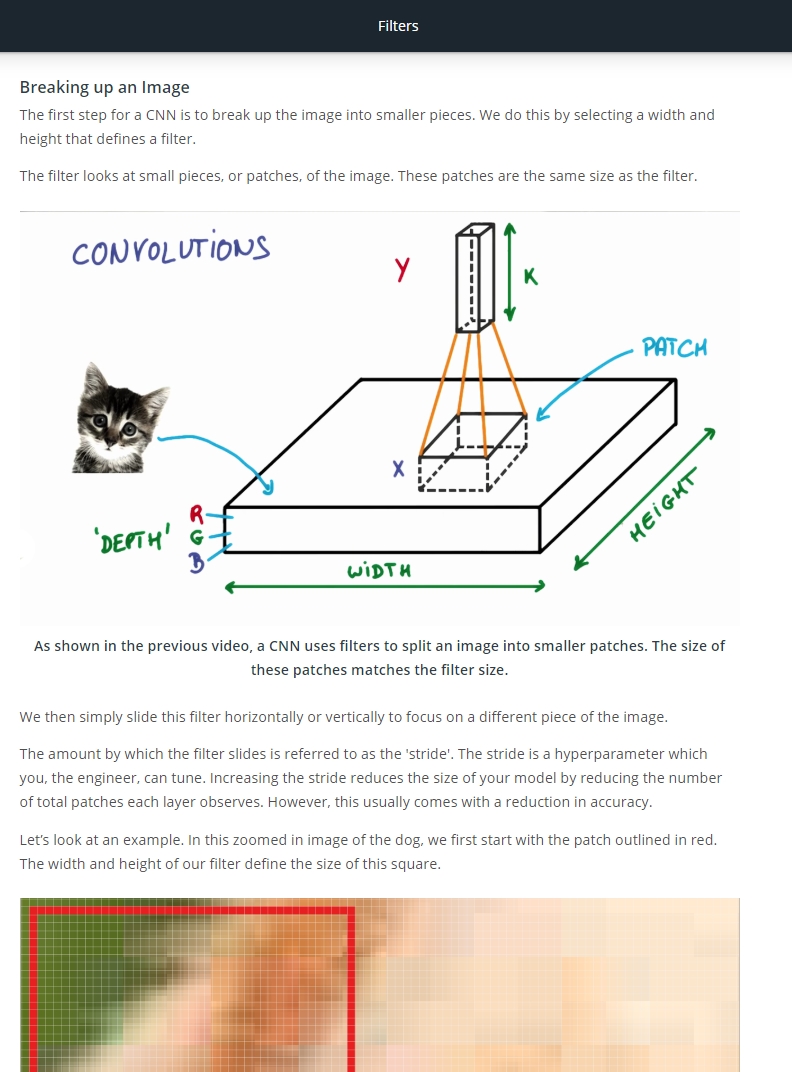 Filters
Breaking up an Image
The first step for a CNN is to break up the image into smaller pieces. We do this by selecting a width and
height that defines a filter.
The filter looks at small pieces, or patches, of the image. These patches are the same size as the filter.
CONVOLUTIONS
Y
K
PATCH
X
R
'DEPTH'
G
B
HEIGHT
WIDTH
As shown in the previous video, a CNN uses filters to split an image into smaller patches. The size of
these patches matches the filter size.
We then simply slide this filter horizontally or vertically to focus on a different piece of the image.
The amount by which the filter slides is referred to as the 'stride'. The stride is a hyperparameter which
you, the engineer, can tune. Increasing the stride reduces the size of your model by reducing the number
of total patches each layer observes. However, this usually comes with a reduction in accuracy.
Let's look at an example. In this zoomed in image of the dog, we first start with the patch outlined in red.
The width and height of our filter define the size of this square.